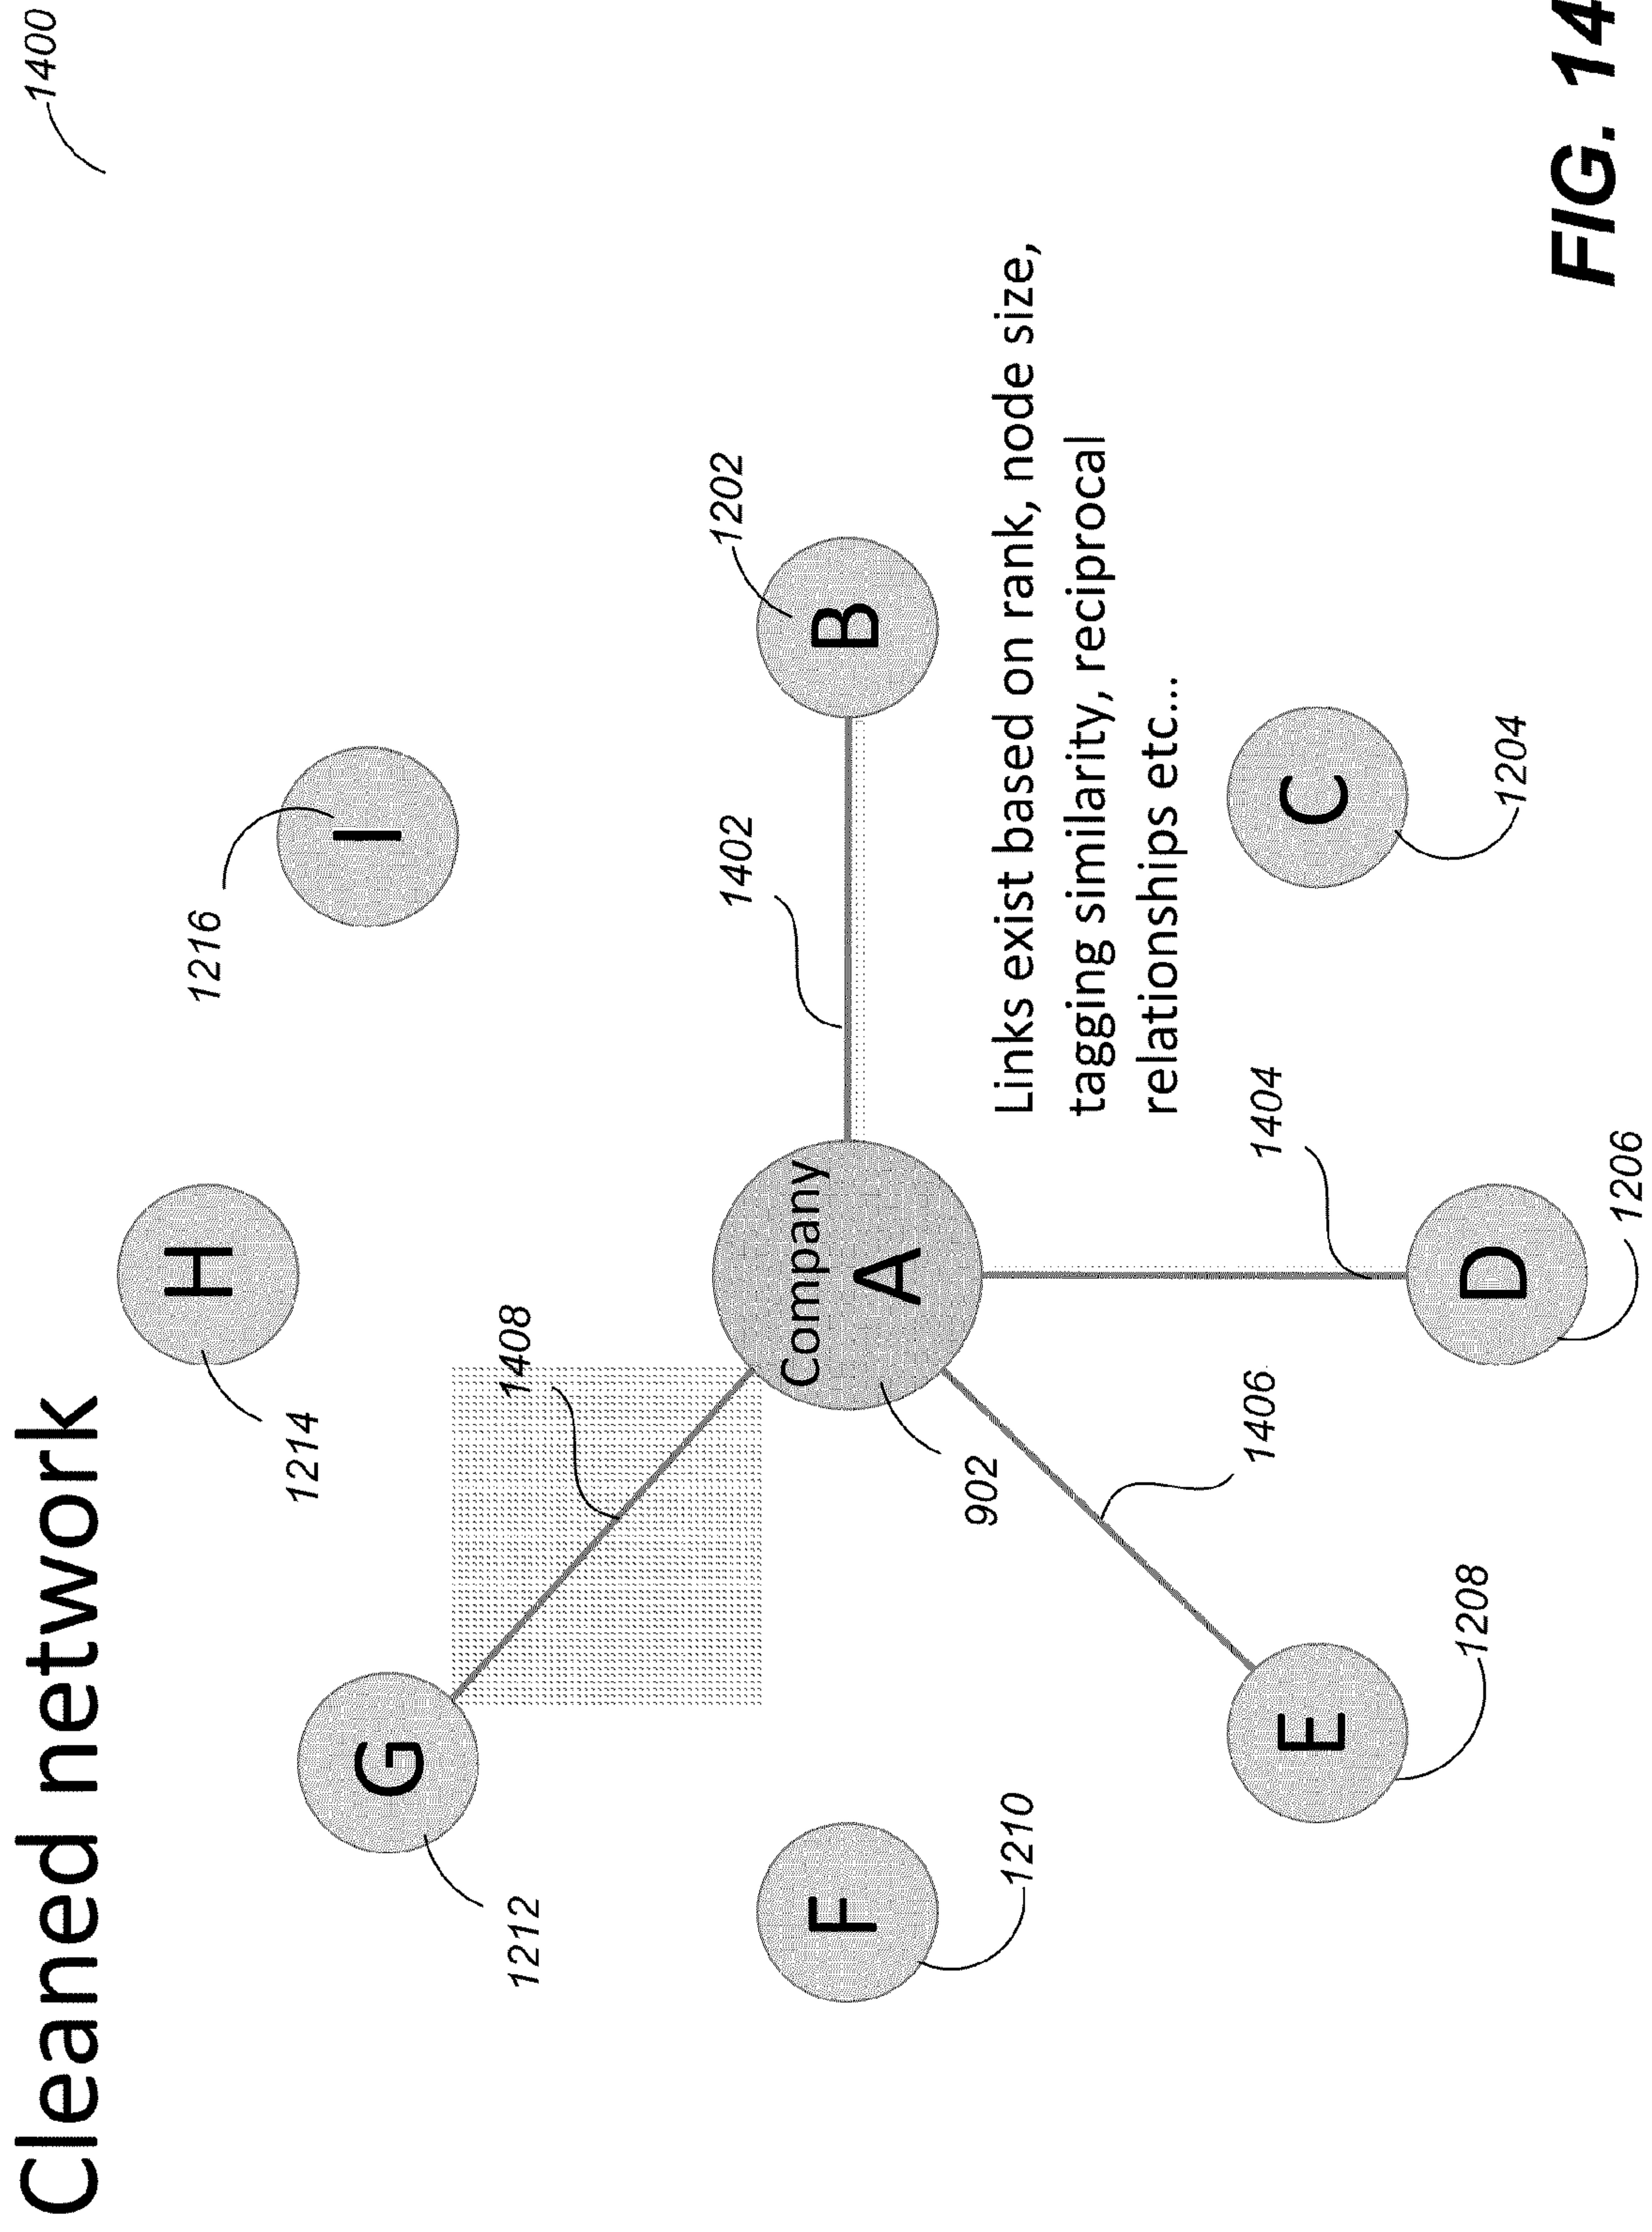 Cleaned network
1400
H
1216
1214
I
G
1408
1212
1202
1402
Company
A
F
B
902
1210
Links exist based on rank, node size,
tagging similarity, reciprocal
relationships etc...
1406
1404
E
C
1208
1204
D
1206
FIG. 14